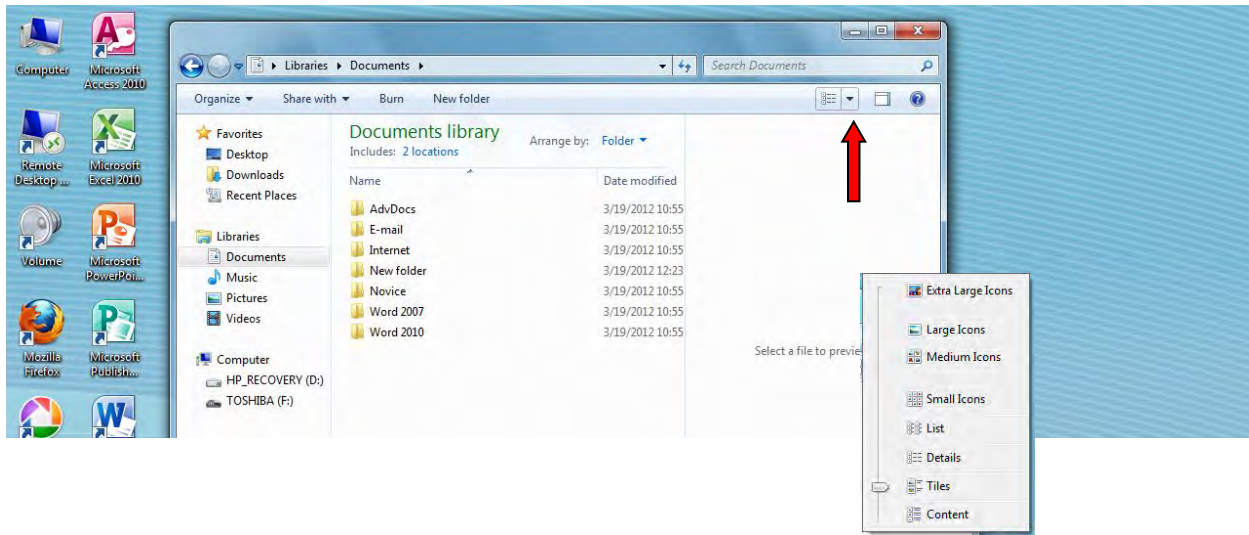 Computer
Microsoft
Access 2010
Remote
Desktop ...
Microsoft
Excel 2010
Volume
Microsoft
PowerPoi...
Mozilla
Firefox
Microsoft
Publish...
Libraries Documents
Search Documents
Organize Share with Burn New folder
Favorites
Desktop
Downloads
Recent Places
Libraries
Documents
Music
Pictures
Videos
Computer
HP_RECOVERY (D:)
TOSHIBA (F:)
Documents library
Includes: 2 locations
Arrange by: Folder
Name Date modified
AdvDocs 3/19/2012 10:55
E-mail 3/19/2012 10:55
Internet 3/19/2012 10:55
New folder 3/19/2012 12:23
Novice 3/19/2012 10:55
Word 2007 3/19/2012 10:55
Word 2010 3/19/2012 10:55
Select a file to previe
Extra Large Icons
Large Icons
Medium Icons
Small Icons
List
Details
Tiles
Content